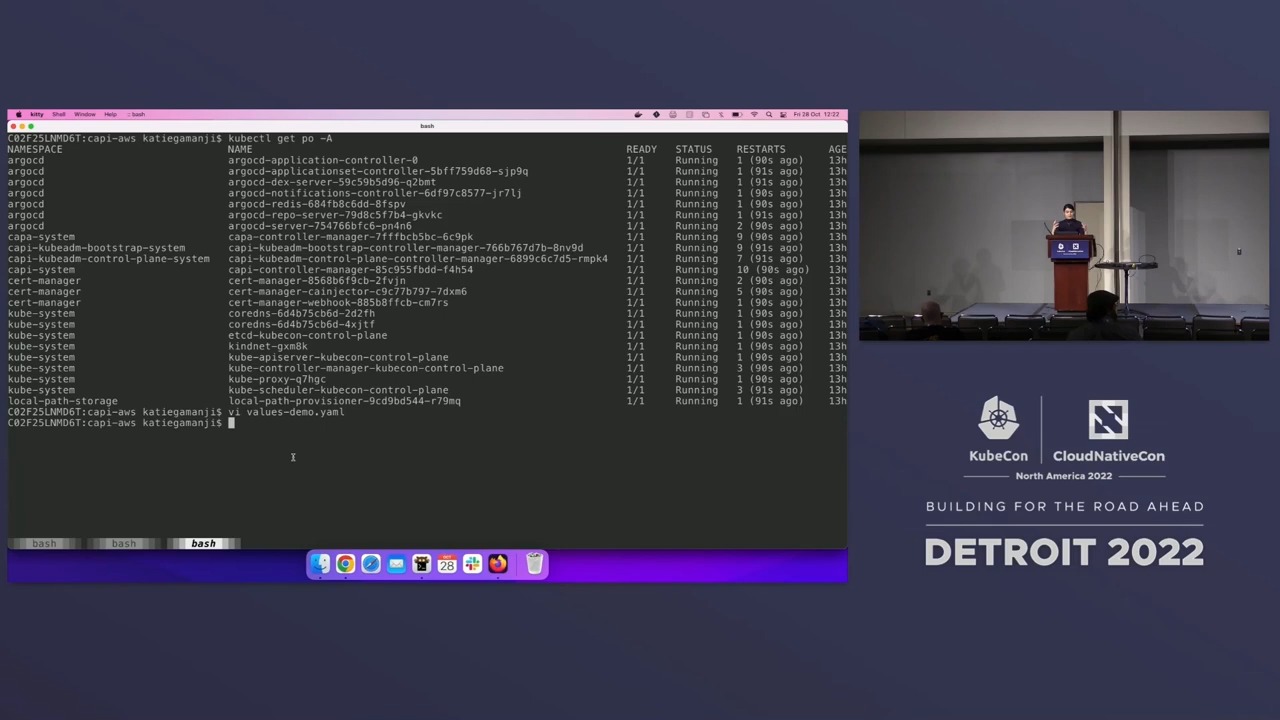 kitty Shell Window Help ·: bash Fri 28 Oct 12:22
bash
C02F25LNMD6T:capi-aws katiegamanji$ kubectl get po -A
NAMESPACE NAME READY STATUS RESTARTS AGE
argocd argocd-application-controller-0 1/1 Running 1 (90s ago) 13h
argocd argocd-applicationset-controller-5bff759d68-sjp9q 1/1 Running 1 (91s ago) 13h
argocd argocd-dex-server-59c59b5d96-q2bmt 1/1 Running 1 (91s ago) 13h
argocd argocd-notifications-controller-6df97c8577-jr7lj 1/1 Running 1 (90s ago) 13h
argocd argocd-redis-684fb8c6dd-8fspv 1/1 Running 1 (90s ago) 13h
argocd argocd-repo-server-79d8c5f7b4-gkvkc 1/1 Running 1 (91s ago) 13h
argocd argocd-server-754766bfc6-pn4n6 1/1 Running 2 (90s ago) 13h
capa-system capa-controller-manager-7fffbcb5bc-6c9pk 1/1 Running 9 (90s ago) 13h
capi-kubeadm-bootstrap-system capi-kubeadm-bootstrap-controller-manager-766b767d7b-8nv9d 1/1 Running 9 (91s ago) 13h
capi-kubeadm-control-plane-system capi-kubeadm-control-plane-controller-manager-6899c6c7d5-rmpk4 1/1 Running 7 (91s ago) 13h
capi-system capi-controller-manager-85c955fbdd-f4h54 1/1 Running 10 (90s ago) 13h
cert-manager cert-manager-8568b6f9cb-2fvjn 1/1 Running 2 (90s ago) 13h
cert-manager cert-manager-cainjector-c9c77b797-7dxm6 1/1 Running 5 (90s ago) 13h
cert-manager cert-manager-webhook-885b8ffcb-cm7rs 1/1 Running 1 (90s ago) 13h
kube-system coredns-6d4b75cb6d-2d2fh 1/1 Running 1 (90s ago) 13h
kube-system coredns-6d4b75cb6d-4xjtf 1/1 Running 1 (90s ago) 13h
kube-system etcd-kubecon-control-plane 1/1 Running 1 (90s ago) 13h
kube-system kindnet-gxm8k 1/1 Running 1 (90s ago) 13h
kube-system kube-apiserver-kubecon-control-plane 1/1 Running 1 (90s ago) 13h
kube-system kube-controller-manager-kubecon-control-plane 1/1 Running 3 (90s ago) 13h
kube-system kube-proxy-q7hgc 1/1 Running 1 (90s ago) 13h
kube-system kube-scheduler-kubecon-control-plane 1/1 Running 3 (91s ago) 13h
local-path-storage local-path-provisioner-9cd9bd544-r79mq 1/1 Running 1 (91s ago) 13h
C02F25LNMD6T:capi-aws katiegamanji$ vi values-demo.yaml
C02F25LNMD6T:capi-aws katiegamanji$
bash bash bash
28
KubeCon CloudNativeCon
North America 2022
BUILDING FOR THE ROAD AHEAD
DETROIT 2022